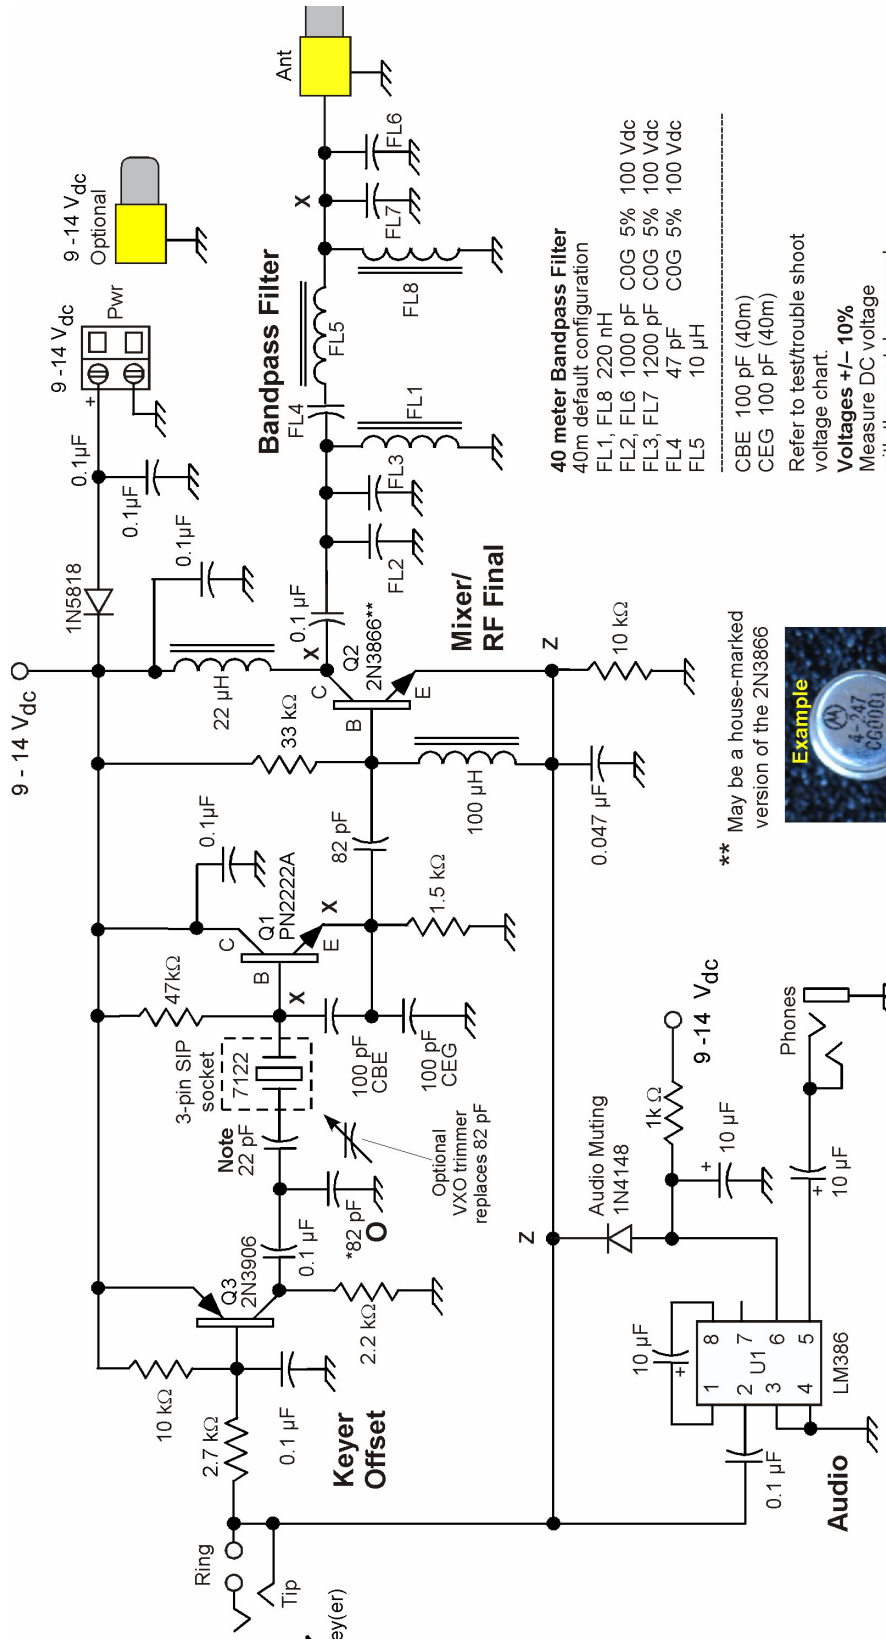 9 - 14 Vdc
9 -14 Vdc
Optional
9 -14 Vdc
Pwr
+
0.1µF
0.1µF
1N5818
0.1µF
22 µH
33 kΩ
0.1µF
47kΩ
3-pin SIP
socket
7122
Note
22 pF
Q1
PN2222A
C
B
E
X
X
82 pF
1.5 kΩ
100 pF
CBE
100 pF
CEG
Optional
VXO trimmer
replaces 82 pF
*82 pF
O
0.1 µF
Q3
2N3906
2.2 kΩ
10 kΩ
2.7 kΩ
0.1 µF
Keyer
Offset
Ring
Tip
ey(er)
Ant
Bandpass Filter
FL6
X
FL7
FL8
FL5
FL4
FL1
FL3
FL2
0.1 µF
X
Q2
2N3866**
C
B
E
Mixer/
RF Final
100 µH
Z
10 kΩ
0.047 µF
Z
Audio Muting
1N4148
1k Ω
9 -14 Vdc
+
10 µF
Phones
10 µF
+
10 µF
+
1
2
3
4
8
7
6
5
U1
LM386
0.1 µF
Audio
40 meter Bandpass Filter
40m default configuration
FL1, FL8 220 nH
FL2, FL6 1000 pF C0G 5% 100 Vdc
FL3, FL7 1200 pF C0G 5% 100 Vdc
FL4 47 pF C0G 5% 100 Vdc
FL5 10 µH
CBE 100 pF (40m)
CEG 100 pF (40m)
Refer to test/trouble shoot
voltage chart.
Voltages +/– 10%
Measure DC voltage
** May be a house-marked
version of the 2N3866
Example
4-247